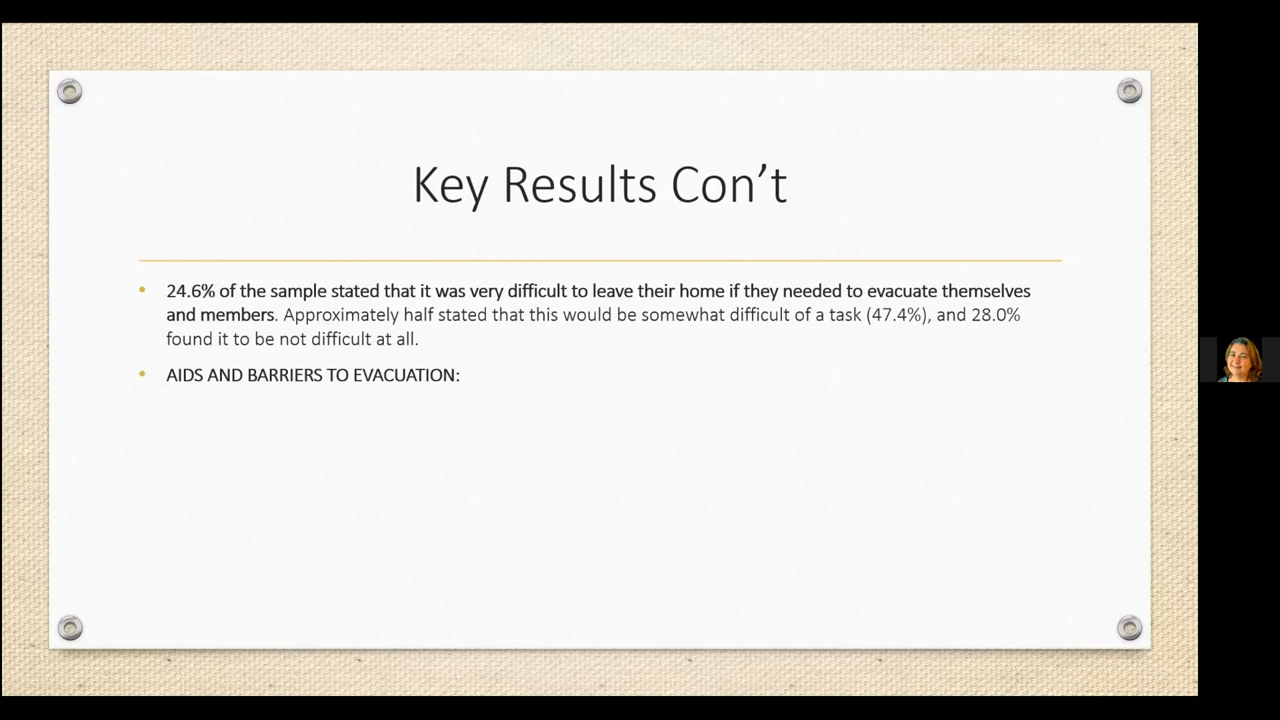 Key Results Con’t
• 24.6% of the sample stated that it was very difficult to leave their home if they needed to evacuate themselves
and members. Approximately half stated that this would be somewhat difficult of a task (47.4%), and 28.0%
found it to be not difficult at all.
• AIDS AND BARRIERS TO EVACUATION: